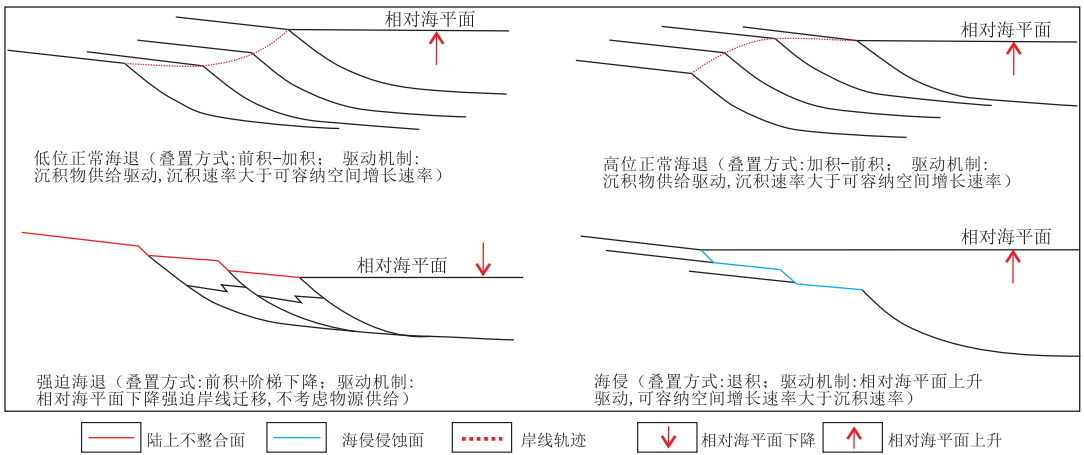 相对海平面
低位正常海退（叠置方式:前积-加积； 驱动机制:
沉积物供给驱动,沉积速率大于可容纳空间增长速率）
相对海平面
高位正常海退（叠置方式:加积-前积； 驱动机制:
沉积物供给驱动,沉积速率大于可容纳空间增长速率）
相对海平面
强迫海退（叠置方式:前积+阶梯下降；驱动机制:
相对海平面下降强迫岸线迁移,不考虑物源供给）
相对海平面
海侵（叠置方式:退积；驱动机制:相对海平面上升
驱动,可容纳空间增长速率大于沉积速率）
陆上不整合面 海侵侵蚀面 岸线轨迹 相对海平面下降 相对海平面上升